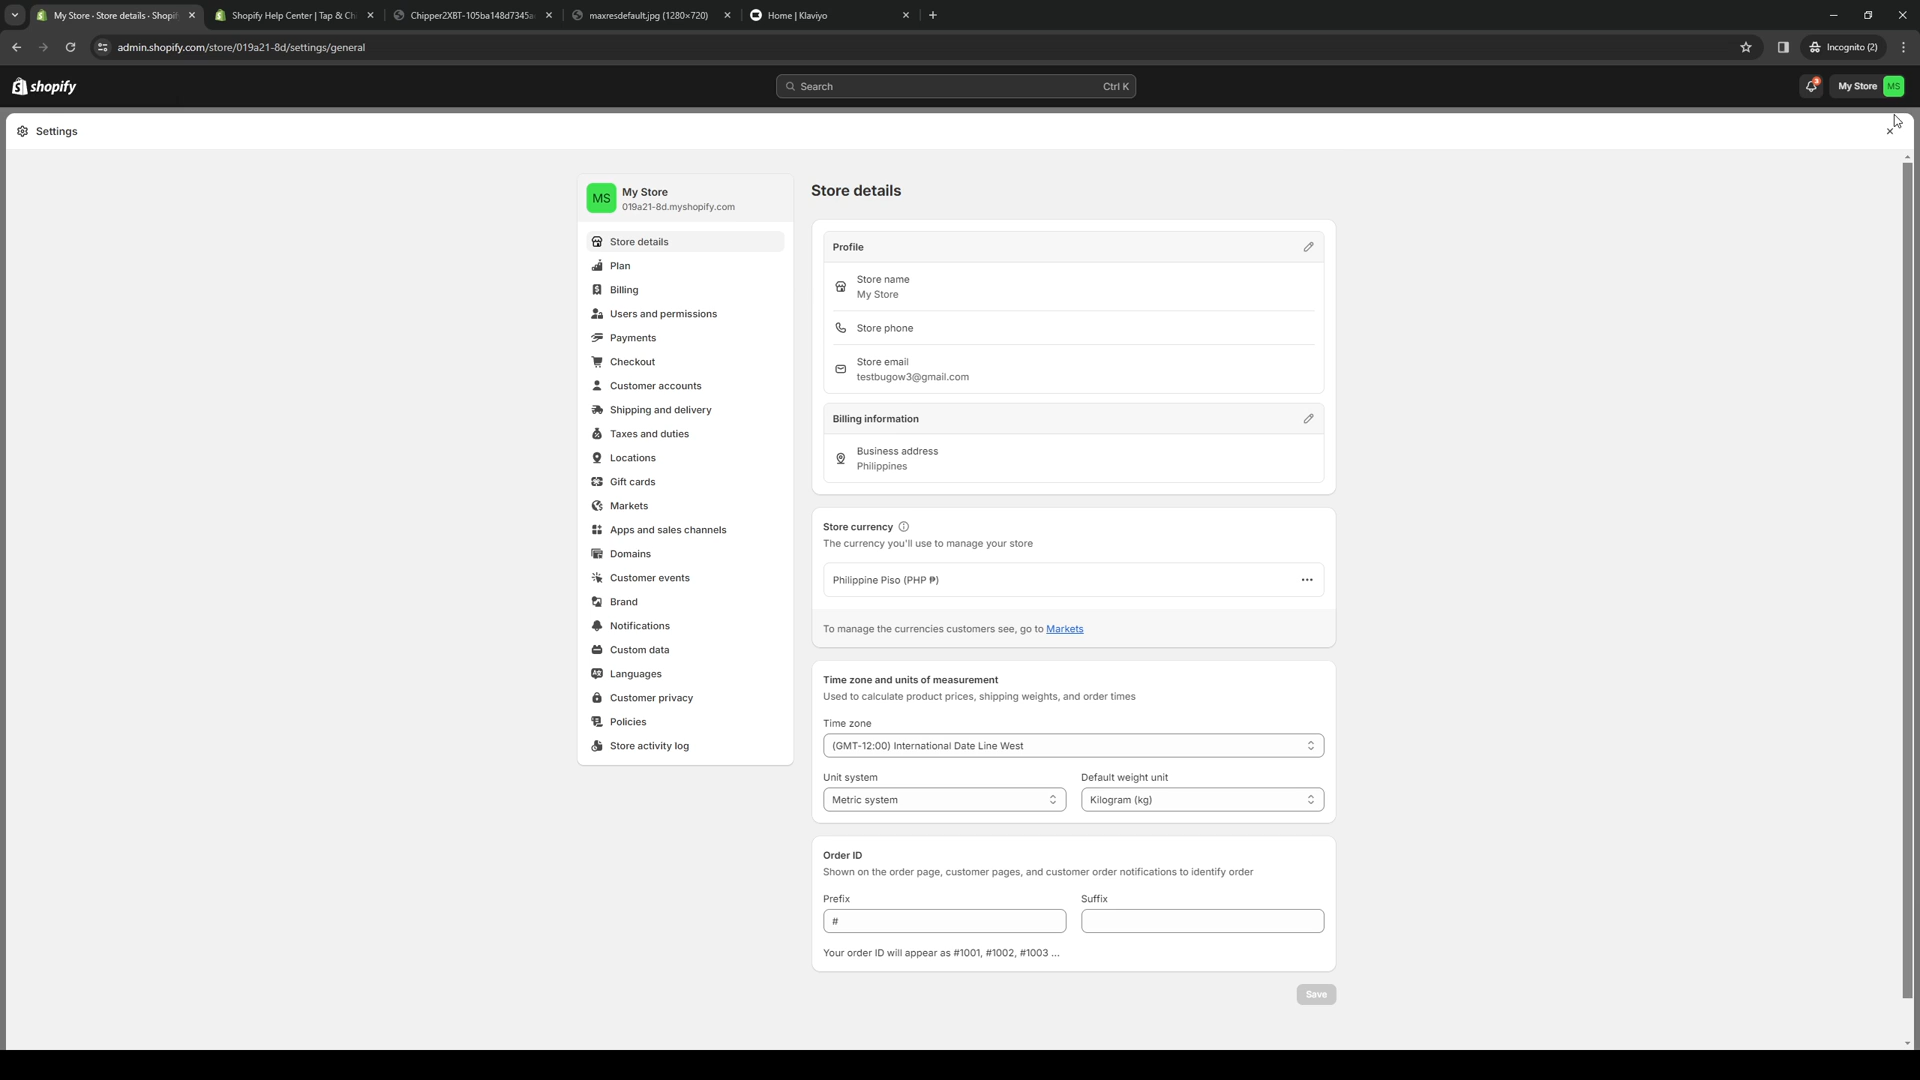 My Store · Store details · Shopif
Shopify Help Center | Tap & Ch
Chipper2XBT-105ba148d7345a
maxresdefault.jpg (1280×720)
Home | Klaviyo
admin.shopify.com/store/019a21-8d/settings/general
Incognito (2)
shopify
Search
Ctrl K
3
My Store
MS
Settings
MS
My Store
019a21-8d.myshopify.com
Store details
Plan
Billing
Users and permissions
Payments
Checkout
Customer accounts
Shipping and delivery
Taxes and duties
Locations
Gift cards
Markets
Apps and sales channels
Domains
Customer events
Brand
Notifications
Custom data
Languages
Customer privacy
Policies
Store activity log
Store details
Profile
Store name
My Store
Store phone
Store email
testbugow3@gmail.com
Billing information
Business address
Philippines
Store currency
The currency you'll use to manage your store
Philippine Piso (PHP ₱)
To manage the currencies customers see, go to Markets
Time zone and units of measurement
Used to calculate product prices, shipping weights, and order times
Time zone
(GMT-12:00) International Date Line West
Unit system
Default weight unit
Metric system
Kilogram (kg)
Order ID
Shown on the order page, customer pages, and customer order notifications to identify order
Prefix
Suffix
#
Your order ID will appear as #1001, #1002, #1003 ...
Save